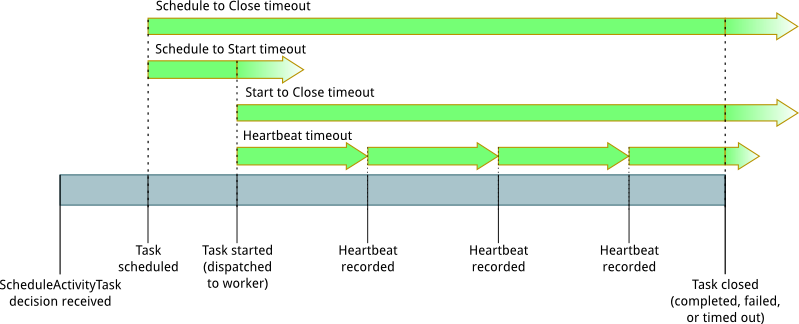 Schedule to Close timeout
Schedule to Start timeout
Start to Close timeout
Heartbeat timeout
Task
scheduled
Task started
(dispatched
to worker)
Heartbeat
recorded
Heartbeat
recorded
Heartbeat
recorded
ScheduleActivityTask
decision received
Task closed
(completed, failed,
or timed out)